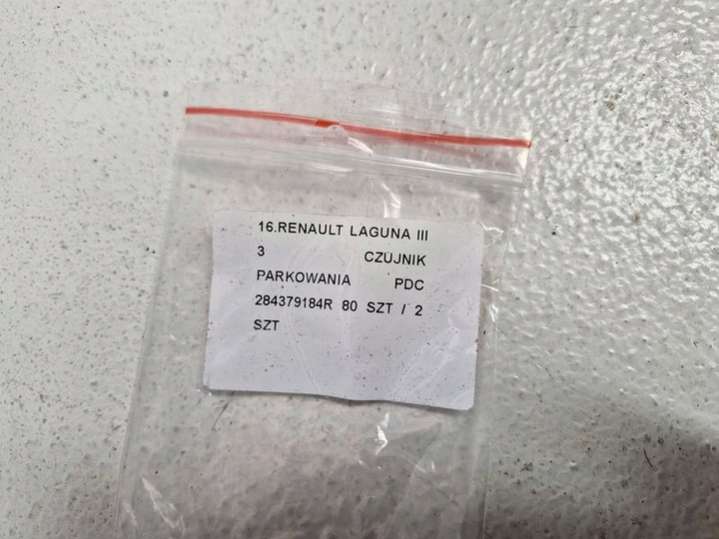 16.RENAULT LAGUNA III
3 CZUJNIK
PARKOWANIA PDC
284379184R 80 SZT / 2
SZT